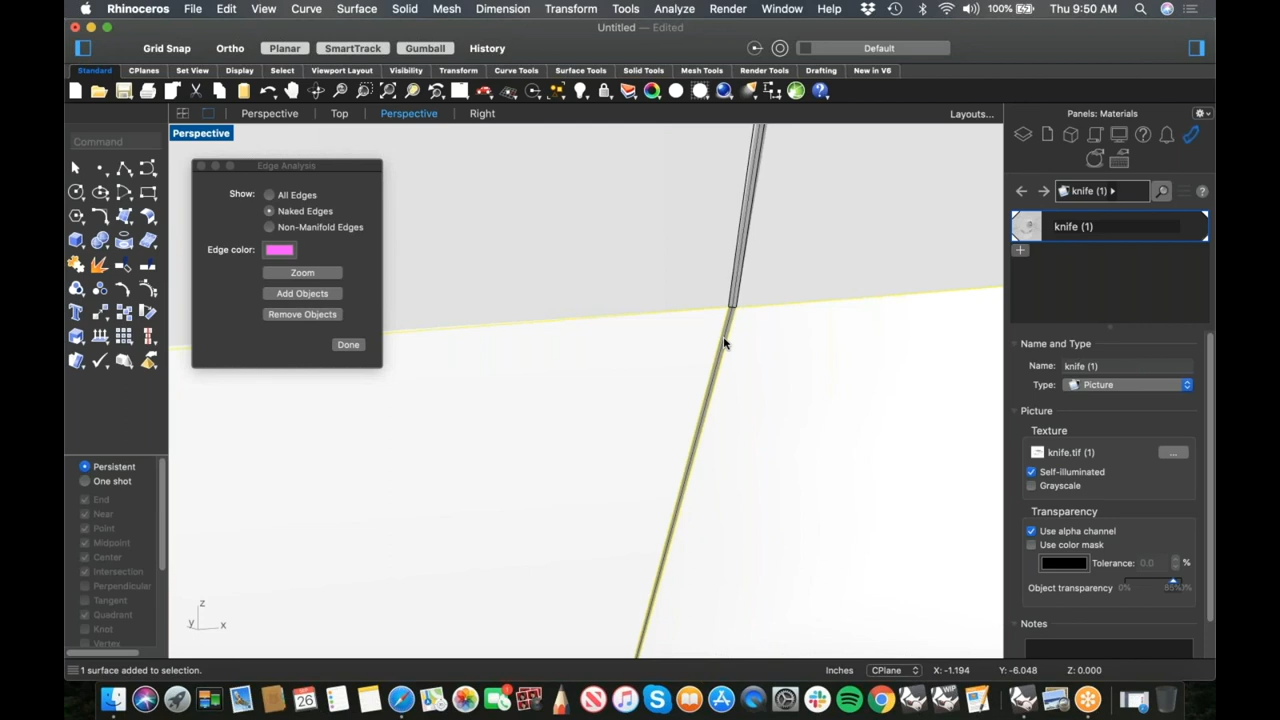 Rhinoceros File Edit View Curve Surface Solid Mesh Dimension Transform Tools Analyze Render Window Help 100% Thu 9:50 AM
Untitled — Edited
Grid Snap Ortho Planar SmartTrack Gumball History Default
Standard CPlanes Set View Display Select Viewport Layout Visibility Transform Curve Tools Surface Tools Solid Tools Mesh Tools Render Tools Drafting New in V6
Perspective Top Perspective Right Layouts...
Panels: Materials
Command
Perspective
Edge Analysis
Show: All Edges
Naked Edges
Non-Manifold Edges
Edge color:
Zoom
Add Objects
Remove Objects
Done
knife (1)
knife (1)
Name and Type
Name: knife (1)
Type: Picture
Picture
Texture
knife.tif (1) ...
Self-illuminated
Grayscale
Transparency
Use alpha channel
Use color mask
Tolerance: 0.0 %
Object transparency 0%
Notes
Persistent
One shot
End
Near
Point
Midpoint
Center
Intersection
Perpendicular
Tangent
Quadrant
Knot
Vertex
z
y x
1 surface added to selection. Inches CPlane X: -1.194 Y: -6.048 Z: 0.000
26